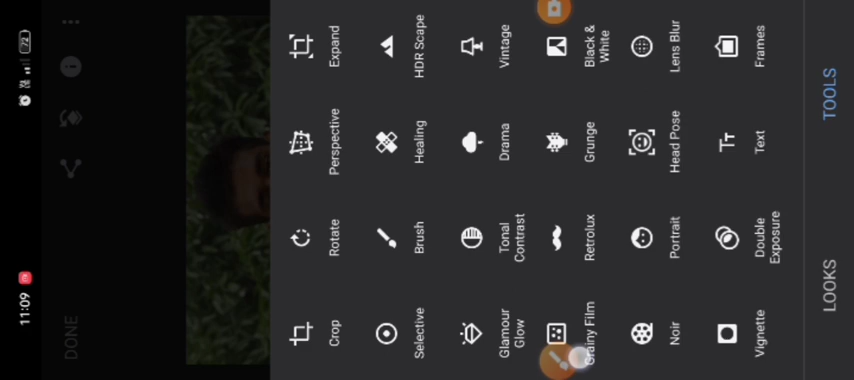 11:09 72
DONE
Crop Rotate Perspective Expand
Selective Brush Healing HDR Scape
Glamour Glow
Tonal Contrast
Drama Vintage
Grainy Film Retrolux Grunge
Black & White
Noir Portrait Head Pose Lens Blur
Vignette
Double Exposure
Text Frames
LOOKS TOOLS